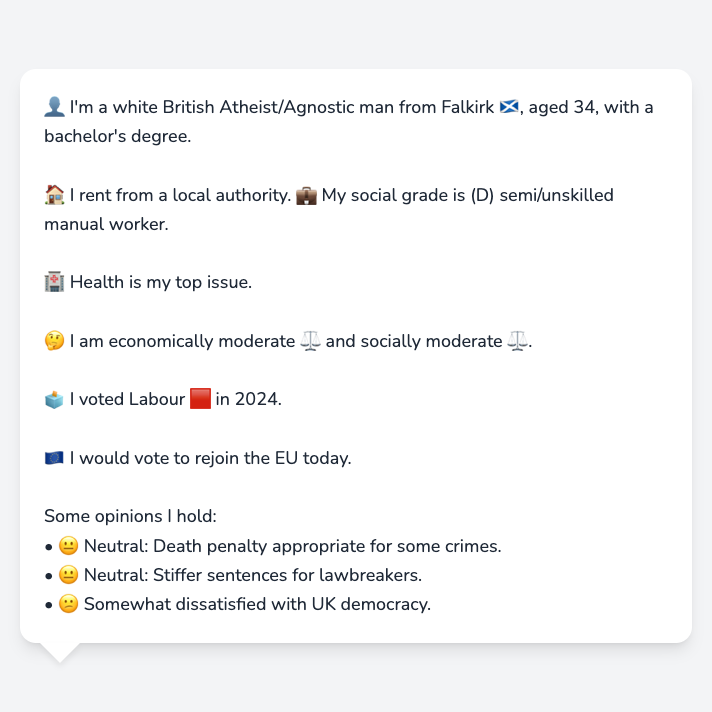 👤 I'm a white British Atheist/Agnostic man from Falkirk 🏴󠁧󠁢󠁳󠁣󠁴󠁿, aged 34, with a
bachelor's degree.
🏠 I rent from a local authority. 💼 My social grade is (D) semi/unskilled
manual worker.
🏥 Health is my top issue.
🤔 I am economically moderate ⚖️ and socially moderate ⚖️.
🗳️ I voted Labour 🟥 in 2024.
🇪🇺 I would vote to rejoin the EU today.
Some opinions I hold:
• 😐 Neutral: Death penalty appropriate for some crimes.
• 😐 Neutral: Stiffer sentences for lawbreakers.
• 😕 Somewhat dissatisfied with UK democracy.